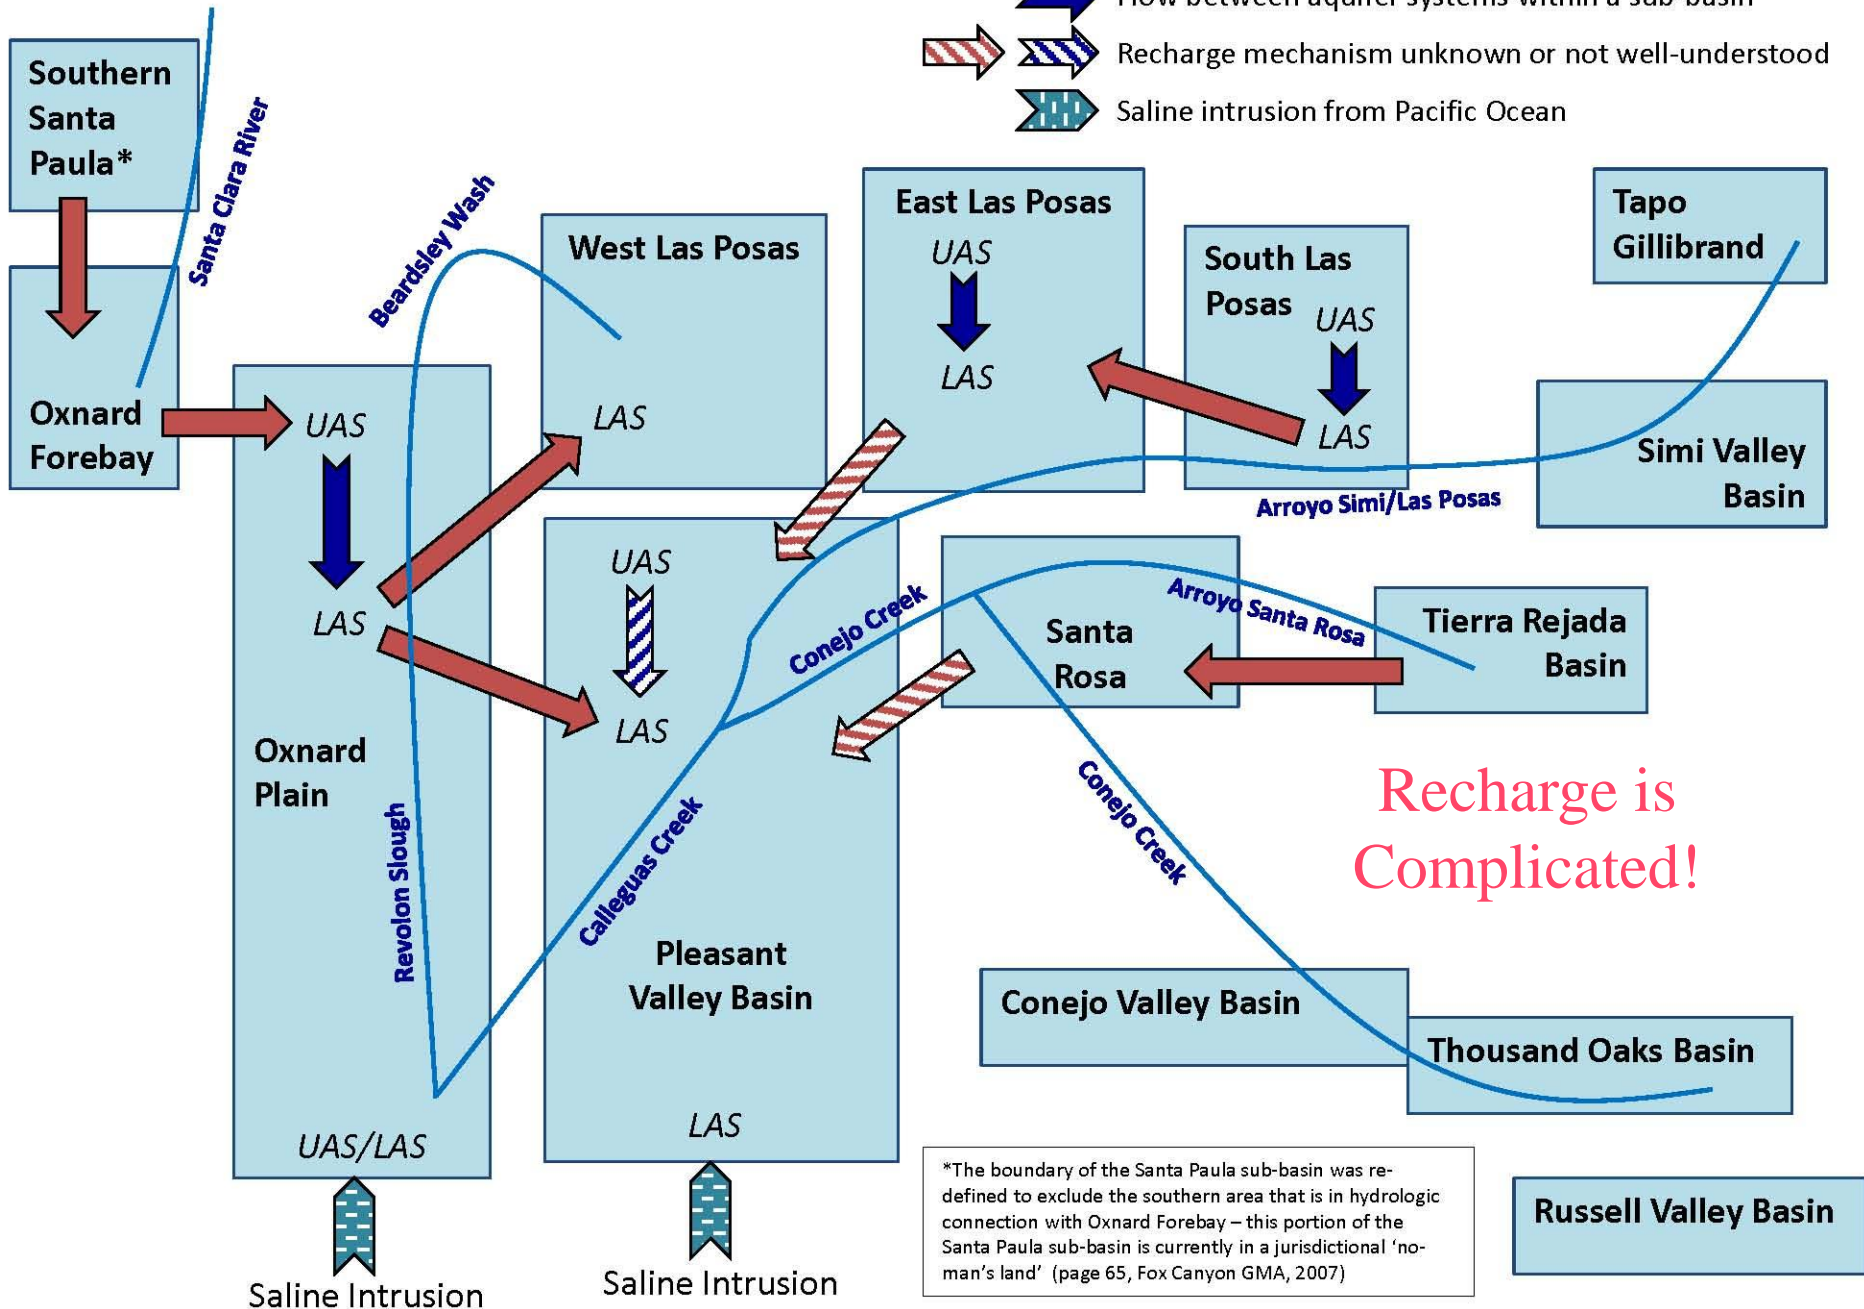 Flow between aquifer systems within a sub-basin
Recharge mechanism unknown or not well-understood
Saline intrusion from Pacific Ocean
Southern
Santa
Paula*
Santa Clara River
Oxnard
Forebay
Beardsley Wash
West Las Posas
LAS
East Las Posas
UAS
LAS
South Las
Posas
UAS
LAS
Tapo
Gillibrand
Simi Valley
Basin
Arroyo Simi/Las Posas
UAS
LAS
Oxnard
Plain
Revolon Slough
UAS/LAS
Saline Intrusion
UAS
LAS
Calleguas Creek
Pleasant
Valley Basin
LAS
Saline Intrusion
Conejo Creek
Santa
Rosa
Arroyo Santa Rosa
Tierra Rejada
Basin
Conejo Creek
Recharge is
Complicated!
Conejo Valley Basin
Thousand Oaks Basin
*The boundary of the Santa Paula sub-basin was re-
defined to exclude the southern area that is in hydrologic
connection with Oxnard Forebay – this portion of the
Santa Paula sub-basin is currently in a jurisdictional ‘no-
man’s land’ (page 65, Fox Canyon GMA, 2007)
Russell Valley Basin